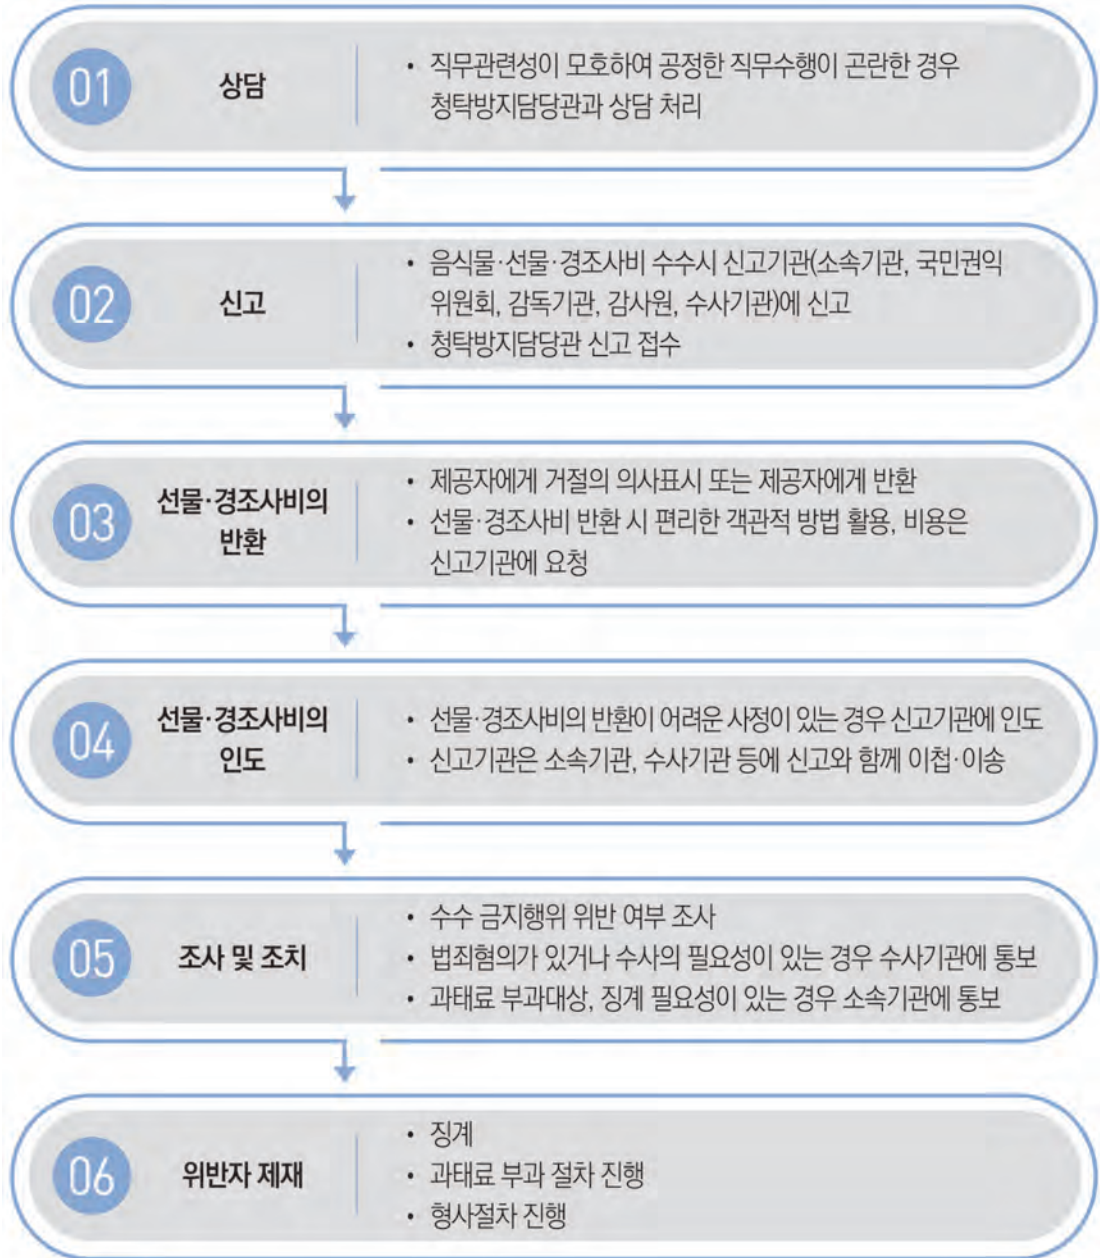 01
상담
• 직무관련성이 모호하여 공정한 직무수행이 곤란한 경우
청탁방지담당관과 상담 처리
02
신고
• 음식물·선물·경조사비 수수시 신고기관(소속기관, 국민권익
위원회, 감독기관, 감사원, 수사기관)에 신고
• 청탁방지담당관 신고 접수
03
선물·경조사비의
반환
• 제공자에게 거절의 의사표시 또는 제공자에게 반환
• 선물·경조사비 반환 시 편리한 객관적 방법 활용, 비용은
신고기관에 요청
04
선물·경조사비의
인도
• 선물·경조사비의 반환이 어려운 사정이 있는 경우 신고기관에 인도
• 신고기관은 소속기관, 수사기관 등에 신고와 함께 이첩·이송
05
조사 및 조치
• 수수 금지행위 위반 여부 조사
• 법죄혐의가 있거나 수사의 필요성이 있는 경우 수사기관에 통보
• 과태료 부과대상, 징계 필요성이 있는 경우 소속기관에 통보
06
위반자 제재
• 징계
• 과태료 부과 절차 진행
• 형사절차 진행